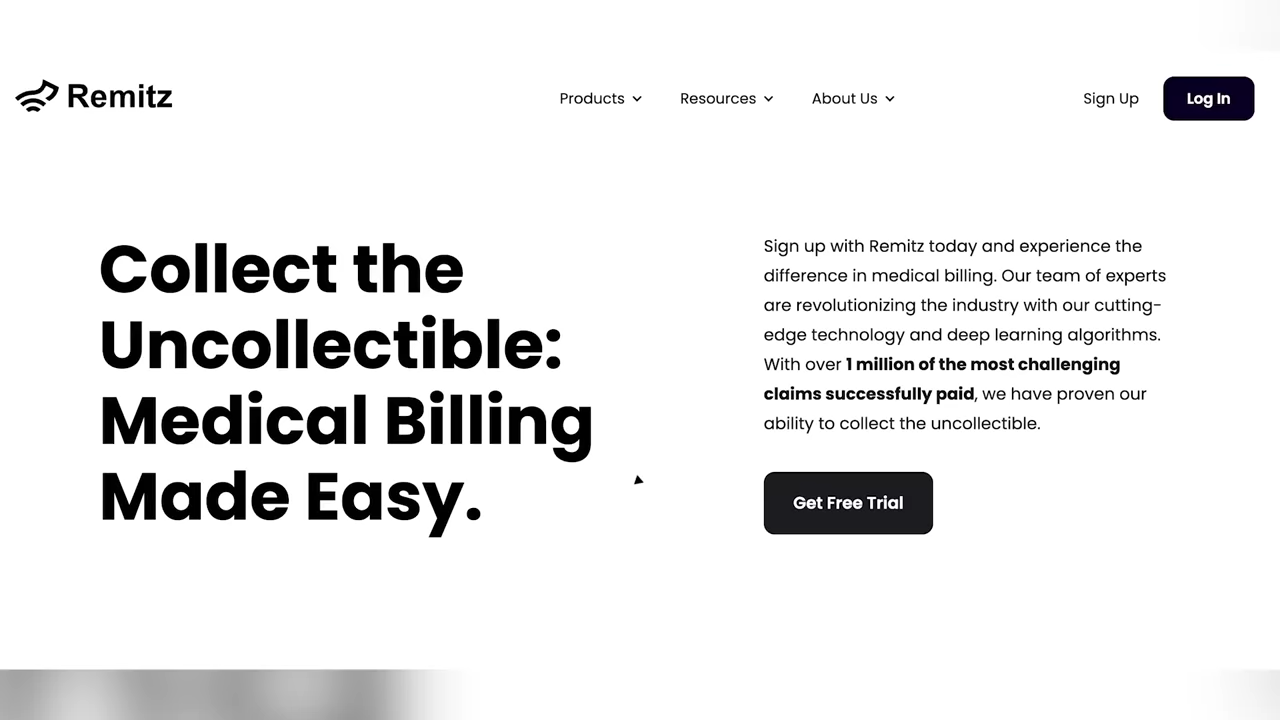 Remitz
Products
Resources
About Us
Sign Up
Log In
Collect the
Uncollectible:
Medical Billing
Made Easy.
Sign up with Remitz today and experience the
difference in medical billing. Our team of experts
are revolutionizing the industry with our cutting-
edge technology and deep learning algorithms.
With over 1 million of the most challenging
claims successfully paid, we have proven our
ability to collect the uncollectible.
Get Free Trial